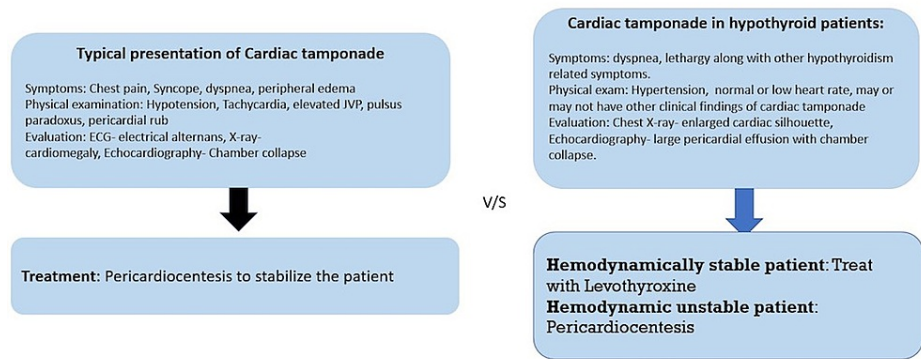 Typical presentation of Cardiac tamponade
Symptoms: Chest pain, Syncope, dyspnea, peripheral edema
Physical examination: Hypotension, Tachycardia, elevated JVP, pulsus
paradoxus, pericardial rub
Evaluation: ECG- electrical alternans, X-ray-
cardiomegaly, Echocardiography- Chamber collapse
Treatment: Pericardiocentesis to stabilize the patient
V/S
Cardiac tamponade in hypothyroid patients:
Symptoms: dyspnea, lethargy along with other hypothyroidism
related symptoms.
Physical exam: Hypertension, normal or low heart rate, may or
may not have other clinical findings of cardiac tamponade
Evaluation: Chest X-ray- enlarged cardiac silhouette,
Echocardiography- large pericardial effusion with chamber
collapse.
Hemodynamically stable patient: Treat
with Levothyroxine
Hemodynamic unstable patient:
Pericardiocentesis